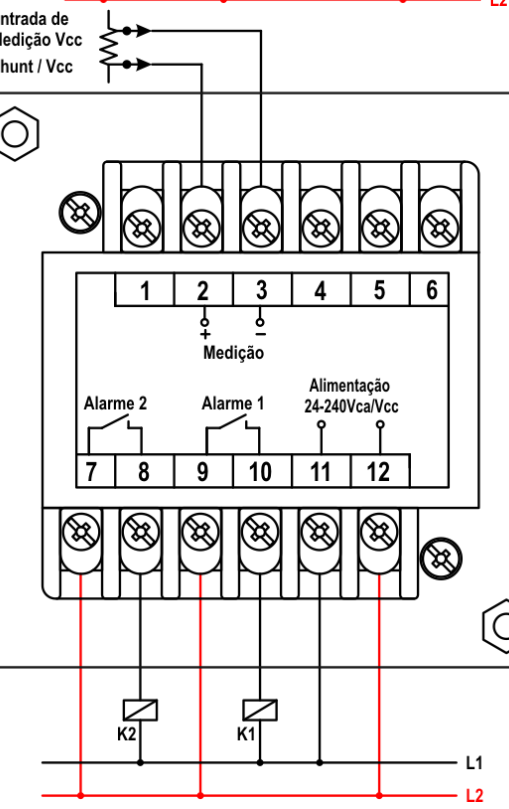 L2
ntrada de
edição Vcc
hunt / Vcc
1 2 3 4 5 6
+ −
Medição
Alimentação
24-240Vca/Vcc
Alarme 2 Alarme 1
7 8 9 10 11 12
K2 K1
L1
L2